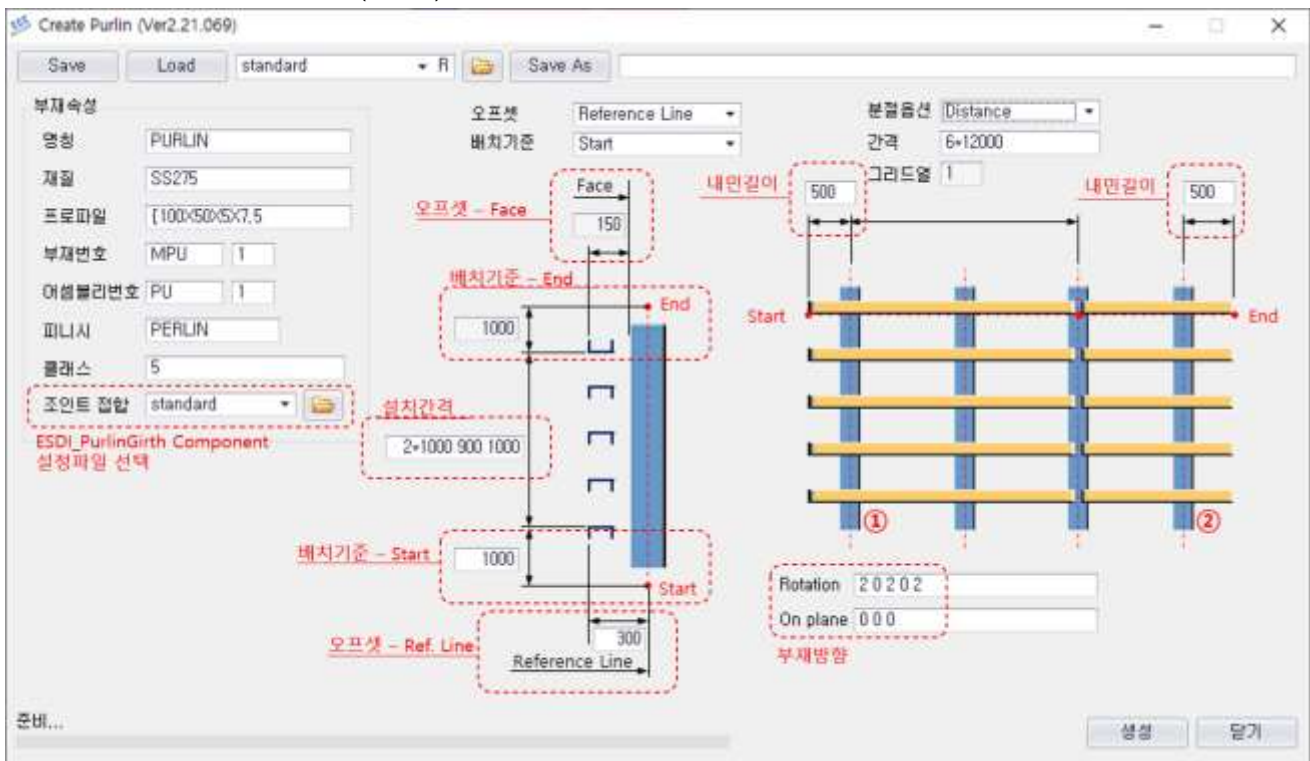 Create Purlin (Ver2.21.069)
Save Load standard R Save As
부재속성
명칭 PURLIN
재질 SS275
프로파일 [100X50X5X7.5
부재번호 MPU 1
어셈블리번호 PU 1
피니시 PERLIN
클래스 5
조인트 접합 standard
ESDI_PurlinGirth Component
설정파일 선택
오프셋 Reference Line
배치기준 Start
분절옵션 Distance
간격 6*12000
그리드열 1
Face
오프셋 – Face
150
배치기준 – End
End
1000
설치간격
2*1000 900 1000
배치기준 – Start
1000
Start
오프셋 – Ref. Line
300
Reference Line
내민길이
500
내민길이
500
Start
End
①
②
Rotation 2 0 2 0 2
On plane 0 0 0
부재방향
준비...
생성 닫기